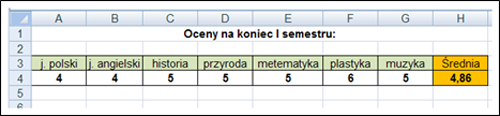 A B C D E F G H
1 Oceny na koniec I semestru:
2
3 j. polski j. angielski historia przyroda metematyka plastyka muzyka Średnia
4 4 4 5 5 5 6 5 4,86
5
6